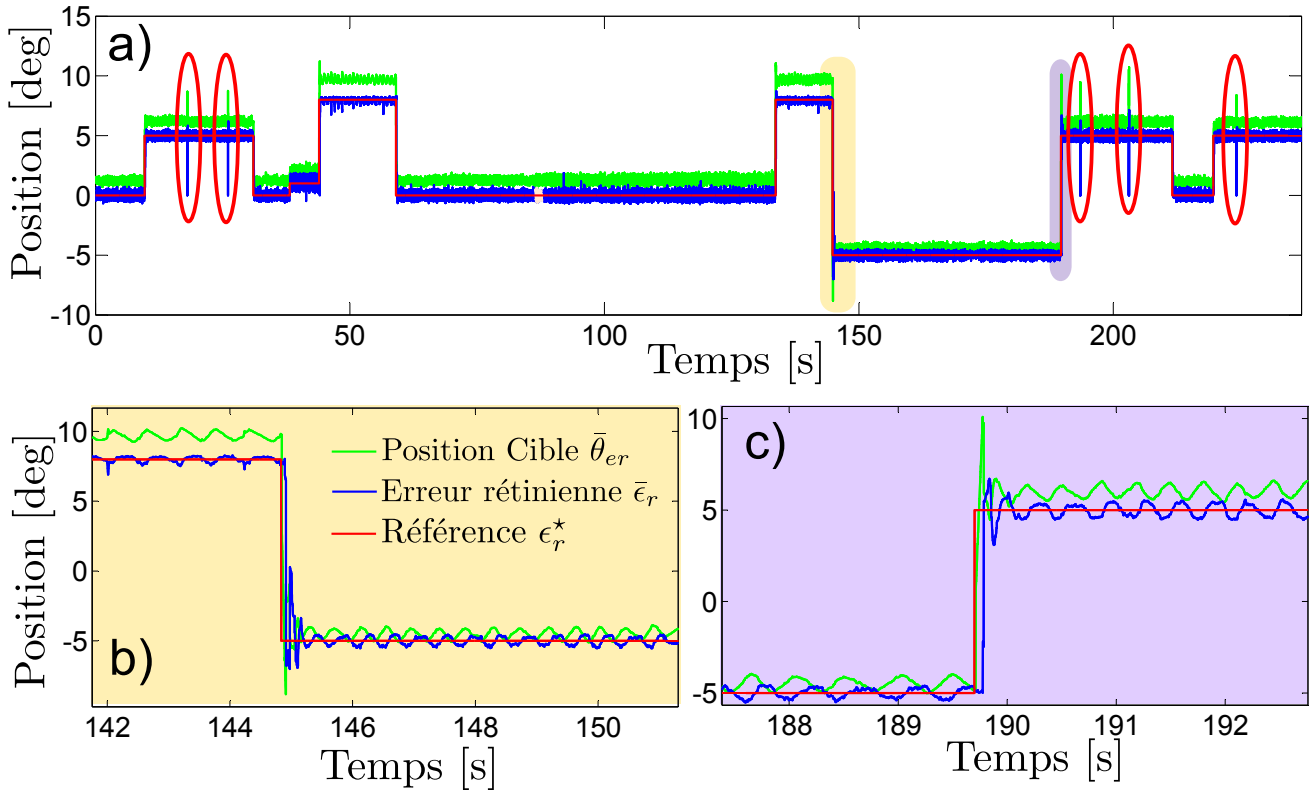 a)
Position [deg]
15
10
5
0
-5
-10
0
50
100
150
200
Temps [s]
b)
Position [deg]
10
5
0
-5
142
144
146
148
150
Temps [s]
Position Cible θ̄er
Erreur rétinienne ϵ̄r
Référence ϵr⋆
c)
10
5
0
-5
188
189
190
191
192
Temps [s]